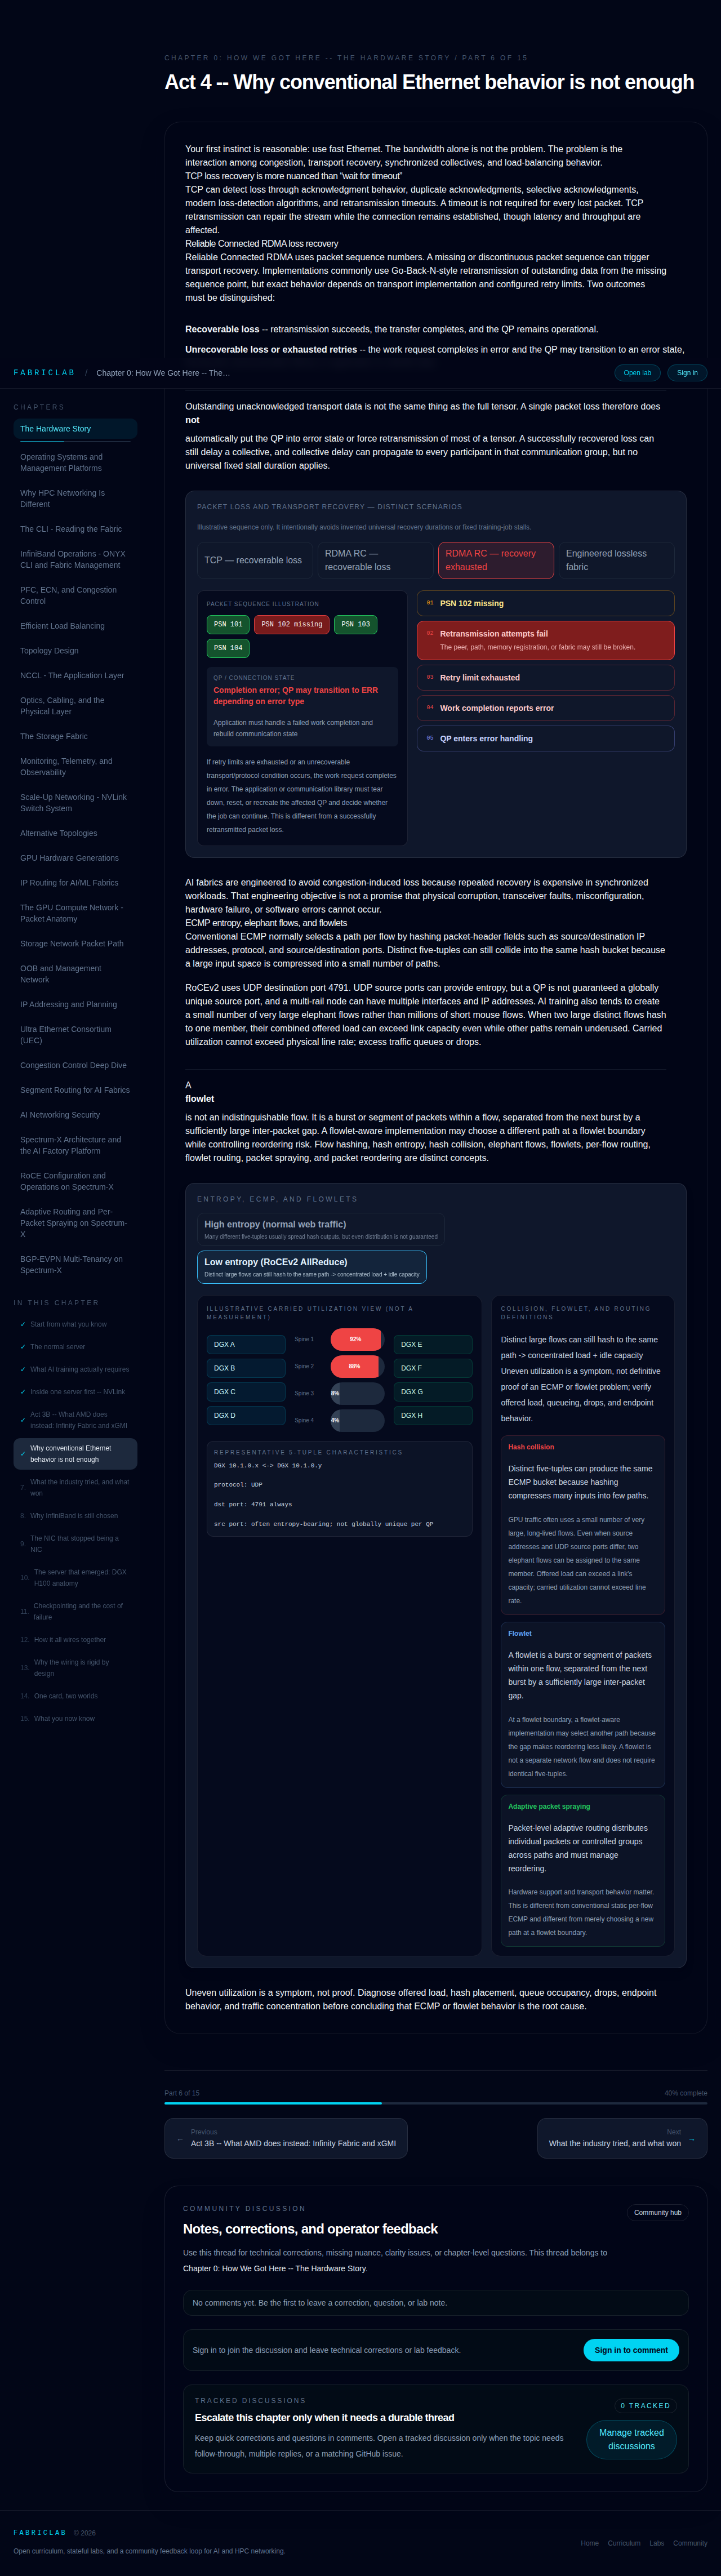 CHAPTER 0: HOW WE GOT HERE -- THE HARDWARE STORY / PART 6 OF 15
Act 4 -- Why conventional Ethernet behavior is not enough
Your first instinct is reasonable: use fast Ethernet. The bandwidth alone is not the problem. The problem is the
interaction among congestion, transport recovery, synchronized collectives, and load-balancing behavior.
TCP loss recovery is more nuanced than “wait for timeout”
TCP can detect loss through acknowledgment behavior, duplicate acknowledgments, selective acknowledgments,
modern loss-detection algorithms, and retransmission timeouts. A timeout is not required for every lost packet. TCP
retransmission can repair the stream while the connection remains established, though latency and throughput are
affected.
Reliable Connected RDMA loss recovery
Reliable Connected RDMA uses packet sequence numbers. A missing or discontinuous packet sequence can trigger
transport recovery. Implementations commonly use Go-Back-N-style retransmission of outstanding data from the missing
sequence point, but exact behavior depends on transport implementation and configured retry limits. Two outcomes
must be distinguished:
Recoverable loss -- retransmission succeeds, the transfer completes, and the QP remains operational.
Unrecoverable loss or exhausted retries -- the work request completes in error and the QP may transition to an error state,
FABRICLAB / Chapter 0: How We Got Here -- The…
Open lab
Sign in
Outstanding unacknowledged transport data is not the same thing as the full tensor. A single packet loss therefore does
not
automatically put the QP into error state or force retransmission of most of a tensor. A successfully recovered loss can
still delay a collective, and collective delay can propagate to every participant in that communication group, but no
universal fixed stall duration applies.
PACKET LOSS AND TRANSPORT RECOVERY — DISTINCT SCENARIOS
Illustrative sequence only. It intentionally avoids invented universal recovery durations or fixed training-job stalls.
TCP — recoverable loss
RDMA RC —
recoverable loss
RDMA RC — recovery
exhausted
Engineered lossless
fabric
PACKET SEQUENCE ILLUSTRATION
PSN 101
PSN 102 missing
PSN 103
PSN 104
QP / CONNECTION STATE
Completion error; QP may transition to ERR
depending on error type
Application must handle a failed work completion and
rebuild communication state
If retry limits are exhausted or an unrecoverable
transport/protocol condition occurs, the work request completes
in error. The application or communication library must tear
down, reset, or recreate the affected QP and decide whether
the job can continue. This is different from a successfully
retransmitted packet loss.
01 PSN 102 missing
02 Retransmission attempts fail
The peer, path, memory registration, or fabric may still be broken.
03 Retry limit exhausted
04 Work completion reports error
05 QP enters error handling
AI fabrics are engineered to avoid congestion-induced loss because repeated recovery is expensive in synchronized
workloads. That engineering objective is not a promise that physical corruption, transceiver faults, misconfiguration,
hardware failure, or software errors cannot occur.
ECMP entropy, elephant flows, and flowlets
Conventional ECMP normally selects a path per flow by hashing packet-header fields such as source/destination IP
addresses, protocol, and source/destination ports. Distinct five-tuples can still collide into the same hash bucket because
a large input space is compressed into a small number of paths.
RoCEv2 uses UDP destination port 4791. UDP source ports can provide entropy, but a QP is not guaranteed a globally
unique source port, and a multi-rail node can have multiple interfaces and IP addresses. AI training also tends to create
a small number of very large elephant flows rather than millions of short mouse flows. When two large distinct flows hash
to one member, their combined offered load can exceed link capacity even while other paths remain underused. Carried
utilization cannot exceed physical line rate; excess traffic queues or drops.
A
flowlet
is not an indistinguishable flow. It is a burst or segment of packets within a flow, separated from the next burst by a
sufficiently large inter-packet gap. A flowlet-aware implementation may choose a different path at a flowlet boundary
while controlling reordering risk. Flow hashing, hash entropy, hash collision, elephant flows, flowlets, per-flow routing,
flowlet routing, packet spraying, and packet reordering are distinct concepts.
ENTROPY, ECMP, AND FLOWLETS
High entropy (normal web traffic)
Many different five-tuples usually spread hash outputs, but even distribution is not guaranteed
Low entropy (RoCEv2 AllReduce)
Distinct large flows can still hash to the same path -> concentrated load + idle capacity
ILLUSTRATIVE CARRIED UTILIZATION VIEW (NOT A
MEASUREMENT)
DGX A
DGX B
DGX C
DGX D
Spine 1 92%
Spine 2 88%
Spine 3 8%
Spine 4 4%
DGX E
DGX F
DGX G
DGX H
REPRESENTATIVE 5-TUPLE CHARACTERISTICS
DGX 10.1.0.x <-> DGX 10.1.0.y
protocol: UDP
dst port: 4791 always
src port: often entropy-bearing; not globally unique per QP
COLLISION, FLOWLET, AND ROUTING
DEFINITIONS
Distinct large flows can still hash to the same
path -> concentrated load + idle capacity
Uneven utilization is a symptom, not definitive
proof of an ECMP or flowlet problem; verify
offered load, queueing, drops, and endpoint
behavior.
Hash collision
Distinct five-tuples can produce the same
ECMP bucket because hashing
compresses many inputs into few paths.
GPU traffic often uses a small number of very
large, long-lived flows. Even when source
addresses and UDP source ports differ, two
elephant flows can be assigned to the same
member. Offered load can exceed a link's
capacity; carried utilization cannot exceed line
rate.
Flowlet
A flowlet is a burst or segment of packets
within one flow, separated from the next
burst by a sufficiently large inter-packet
gap.
At a flowlet boundary, a flowlet-aware
implementation may select another path because
the gap makes reordering less likely. A flowlet is
not a separate network flow and does not require
identical five-tuples.
Adaptive packet spraying
Packet-level adaptive routing distributes
individual packets or controlled groups
across paths and must manage
reordering.
Hardware support and transport behavior matter.
This is different from conventional static per-flow
ECMP and different from merely choosing a new
path at a flowlet boundary.
Uneven utilization is a symptom, not proof. Diagnose offered load, hash placement, queue occupancy, drops, endpoint
behavior, and traffic concentration before concluding that ECMP or flowlet behavior is the root cause.
CHAPTERS
The Hardware Story
Operating Systems and
Management Platforms
Why HPC Networking Is
Different
The CLI - Reading the Fabric
InfiniBand Operations - ONYX
CLI and Fabric Management
PFC, ECN, and Congestion
Control
Efficient Load Balancing
Topology Design
NCCL - The Application Layer
Optics, Cabling, and the
Physical Layer
The Storage Fabric
Monitoring, Telemetry, and
Observability
Scale-Up Networking - NVLink
Switch System
Alternative Topologies
GPU Hardware Generations
IP Routing for AI/ML Fabrics
The GPU Compute Network -
Packet Anatomy
Storage Network Packet Path
OOB and Management
Network
IP Addressing and Planning
Ultra Ethernet Consortium
(UEC)
Congestion Control Deep Dive
Segment Routing for AI Fabrics
AI Networking Security
Spectrum-X Architecture and
the AI Factory Platform
RoCE Configuration and
Operations on Spectrum-X
Adaptive Routing and Per-
Packet Spraying on Spectrum-
X
BGP-EVPN Multi-Tenancy on
Spectrum-X
IN THIS CHAPTER
✓ Start from what you know
✓ The normal server
✓ What AI training actually requires
✓ Inside one server first -- NVLink
✓ Act 3B -- What AMD does
instead: Infinity Fabric and xGMI
✓ Why conventional Ethernet
behavior is not enough
7. What the industry tried, and what
won
8. Why InfiniBand is still chosen
9. The NIC that stopped being a
NIC
10. The server that emerged: DGX
H100 anatomy
11. Checkpointing and the cost of
failure
12. How it all wires together
13. Why the wiring is rigid by
design
14. One card, two worlds
15. What you now know
Part 6 of 15
40% complete
← Previous
Act 3B -- What AMD does instead: Infinity Fabric and xGMI
Next
What the industry tried, and what won →
COMMUNITY DISCUSSION
Community hub
Notes, corrections, and operator feedback
Use this thread for technical corrections, missing nuance, clarity issues, or chapter-level questions. This thread belongs to
Chapter 0: How We Got Here -- The Hardware Story.
No comments yet. Be the first to leave a correction, question, or lab note.
Sign in to join the discussion and leave technical corrections or lab feedback.
Sign in to comment
TRACKED DISCUSSIONS
0 TRACKED
Escalate this chapter only when it needs a durable thread
Keep quick corrections and questions in comments. Open a tracked discussion only when the topic needs
follow-through, multiple replies, or a matching GitHub issue.
Manage tracked
discussions
FABRICLAB © 2026
Open curriculum, stateful labs, and a community feedback loop for AI and HPC networking.
Home
Curriculum
Labs
Community